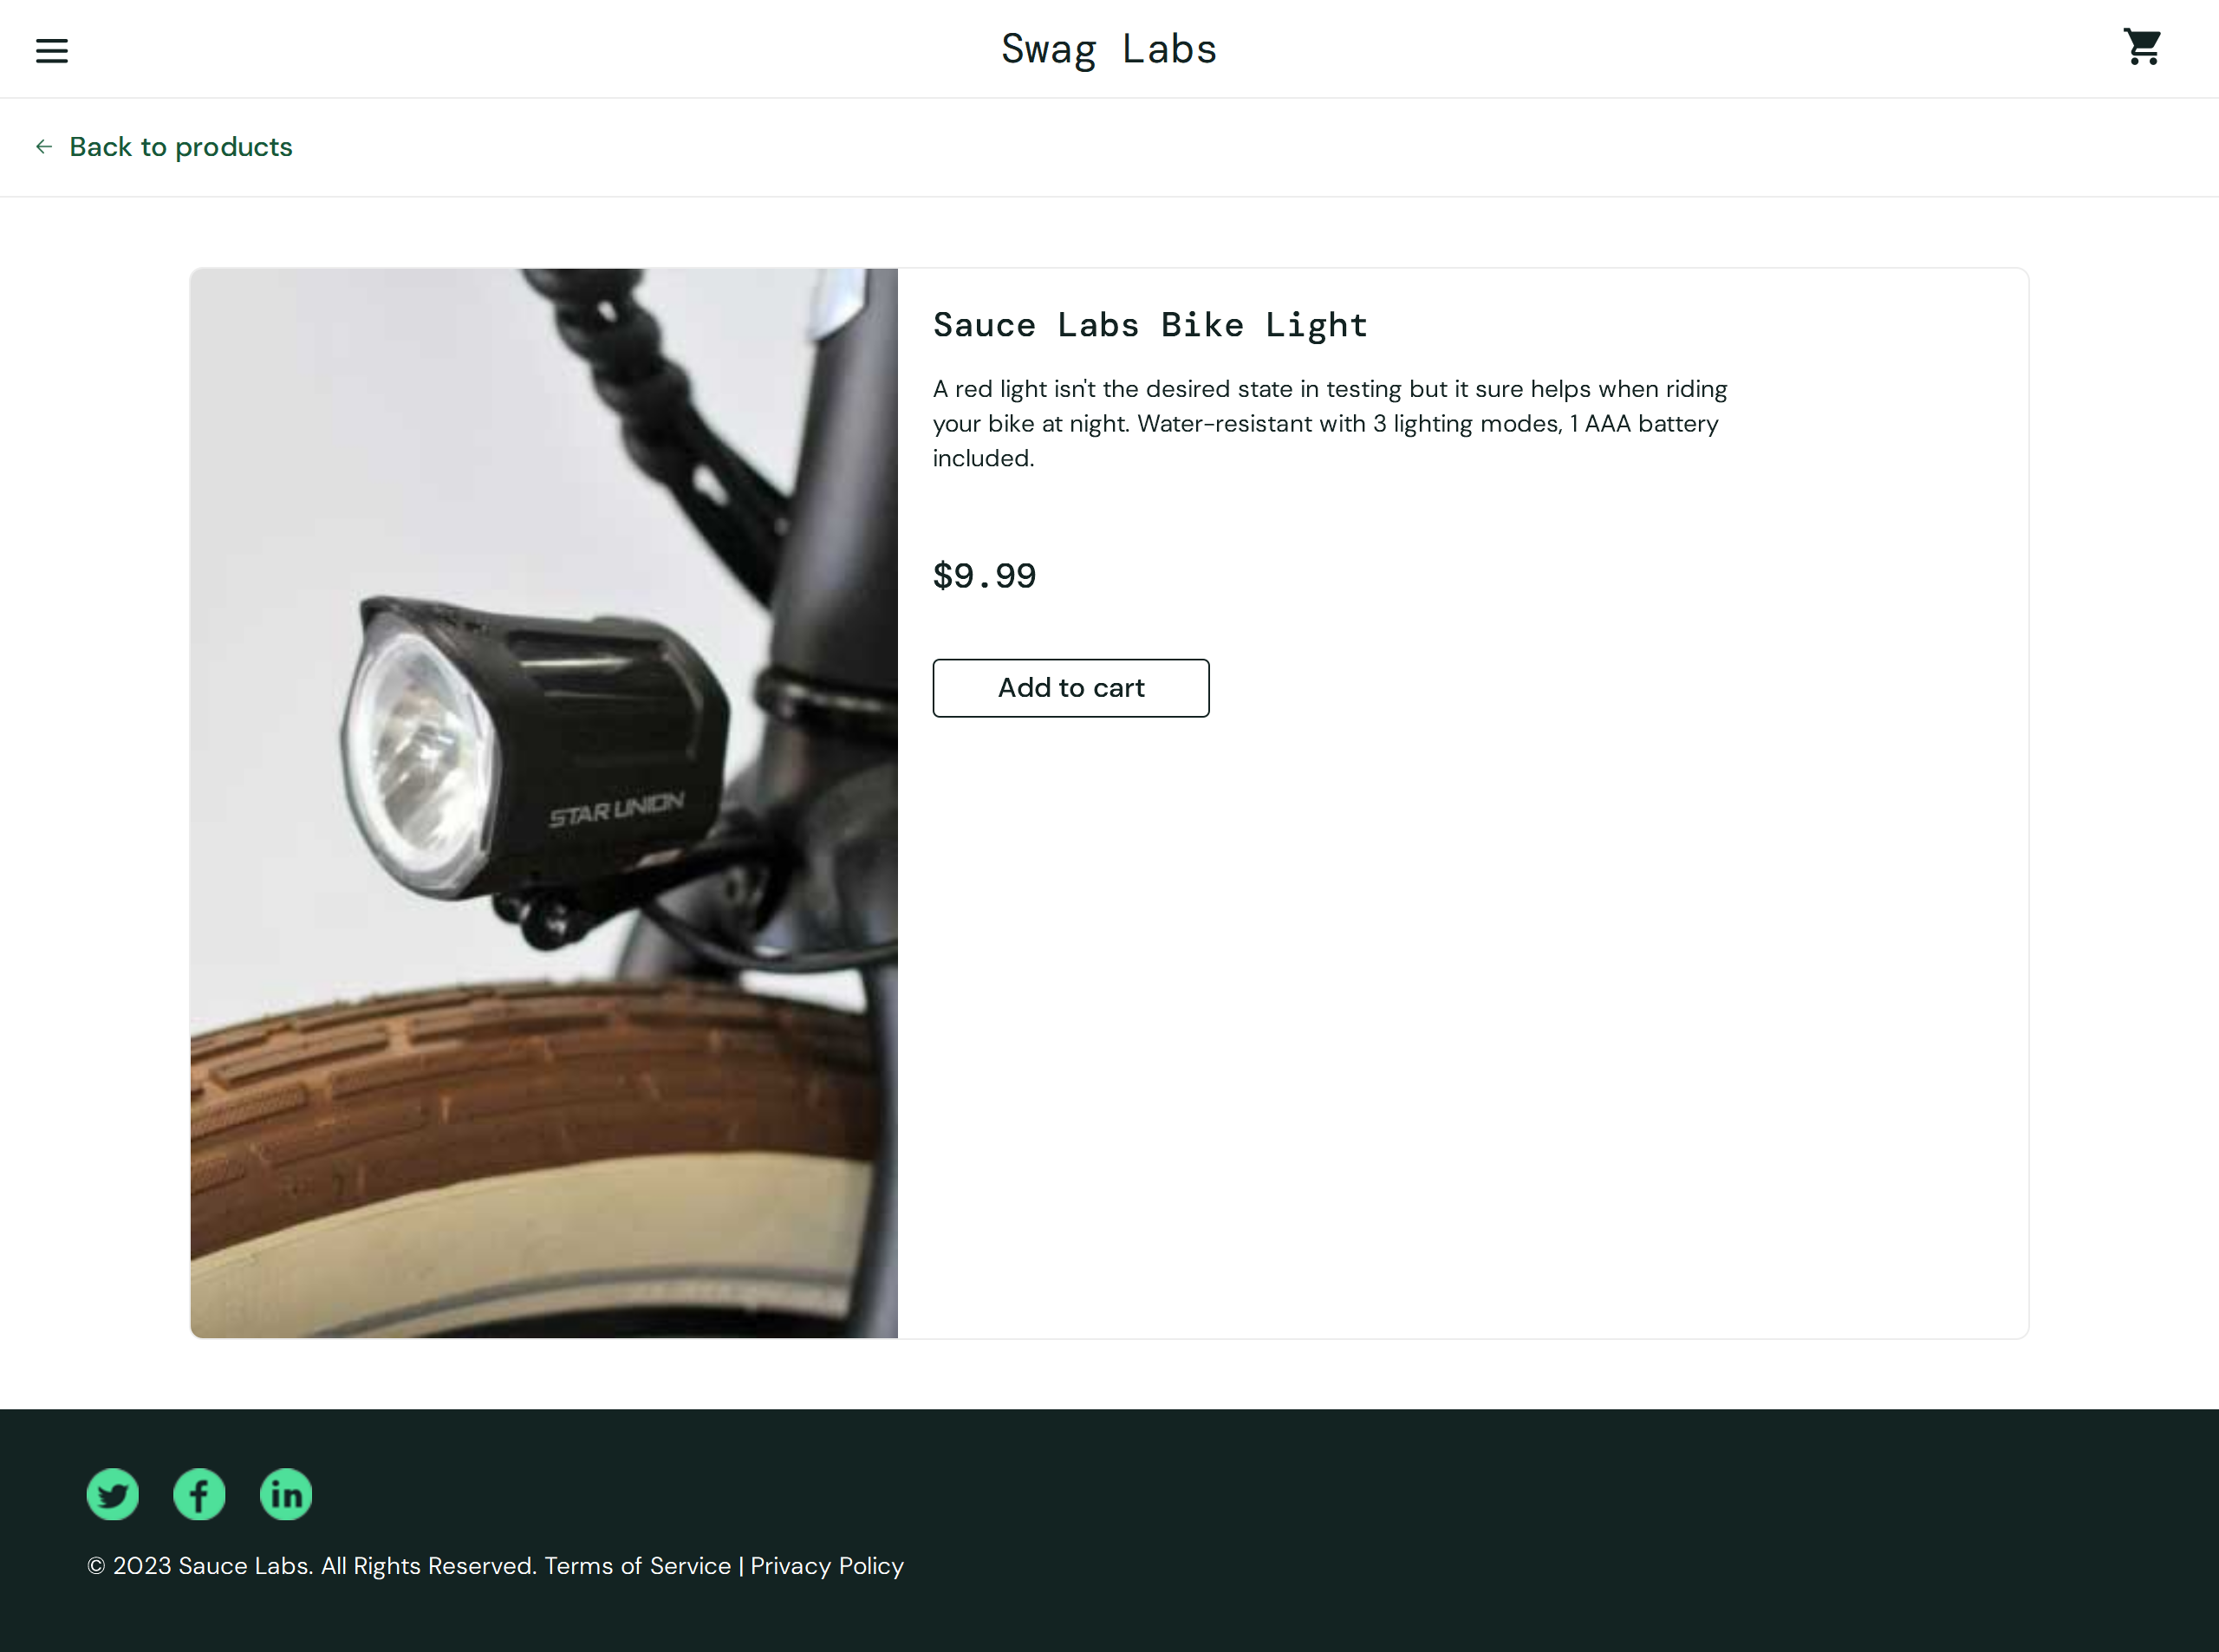 Swag Labs
Back to products
Sauce Labs Bike Light
A red light isn't the desired state in testing but it sure helps when riding
your bike at night. Water-resistant with 3 lighting modes, 1 AAA battery
included.
$9.99
Add to cart
STAR UNION
© 2023 Sauce Labs. All Rights Reserved. Terms of Service | Privacy Policy